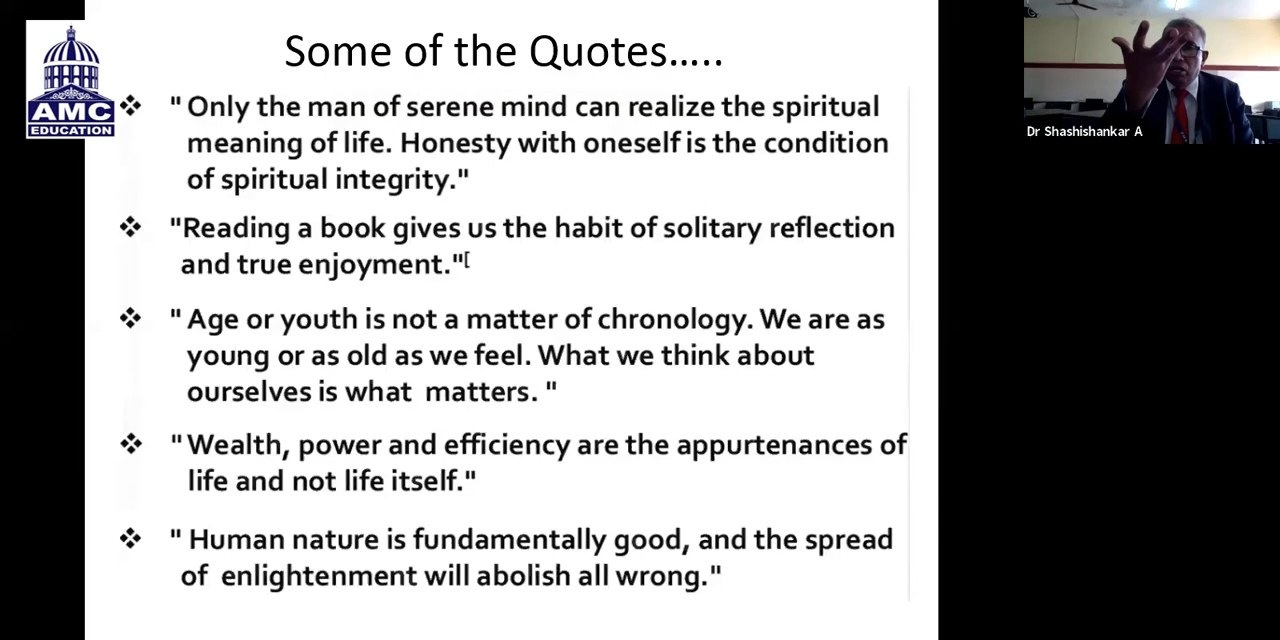 Some of the Quotes.....
AMC
EDUCATION
❖ " Only the man of serene mind can realize the spiritual
meaning of life. Honesty with oneself is the condition
of spiritual integrity."
❖ "Reading a book gives us the habit of solitary reflection
and true enjoyment."[
❖ " Age or youth is not a matter of chronology. We are as
young or as old as we feel. What we think about
ourselves is what matters. "
❖ "Wealth, power and efficiency are the appurtenances of
life and not life itself."
❖ " Human nature is fundamentally good, and the spread
of enlightenment will abolish all wrong."
Dr Shashishankar A